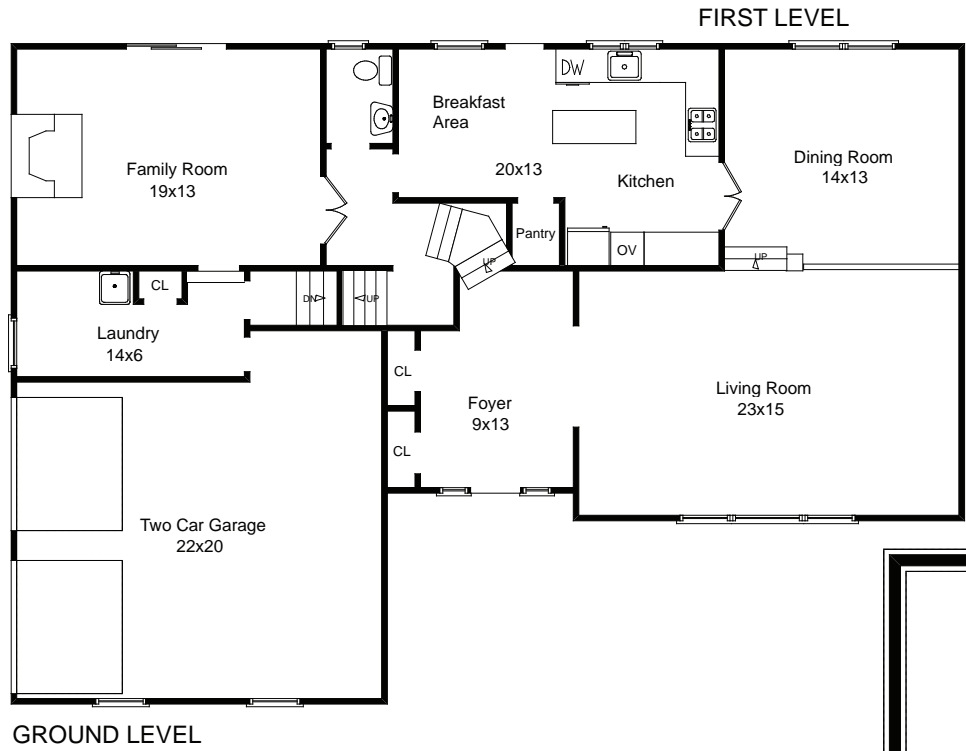 FIRST LEVEL
DW
Breakfast
Area
Family Room
19x13
20x13
Kitchen
Dining Room
14x13
Pantry
OV
UP
UP
CL
DN
UP
Laundry
14x6
CL
Foyer
9x13
Living Room
23x15
CL
Two Car Garage
22x20
GROUND LEVEL